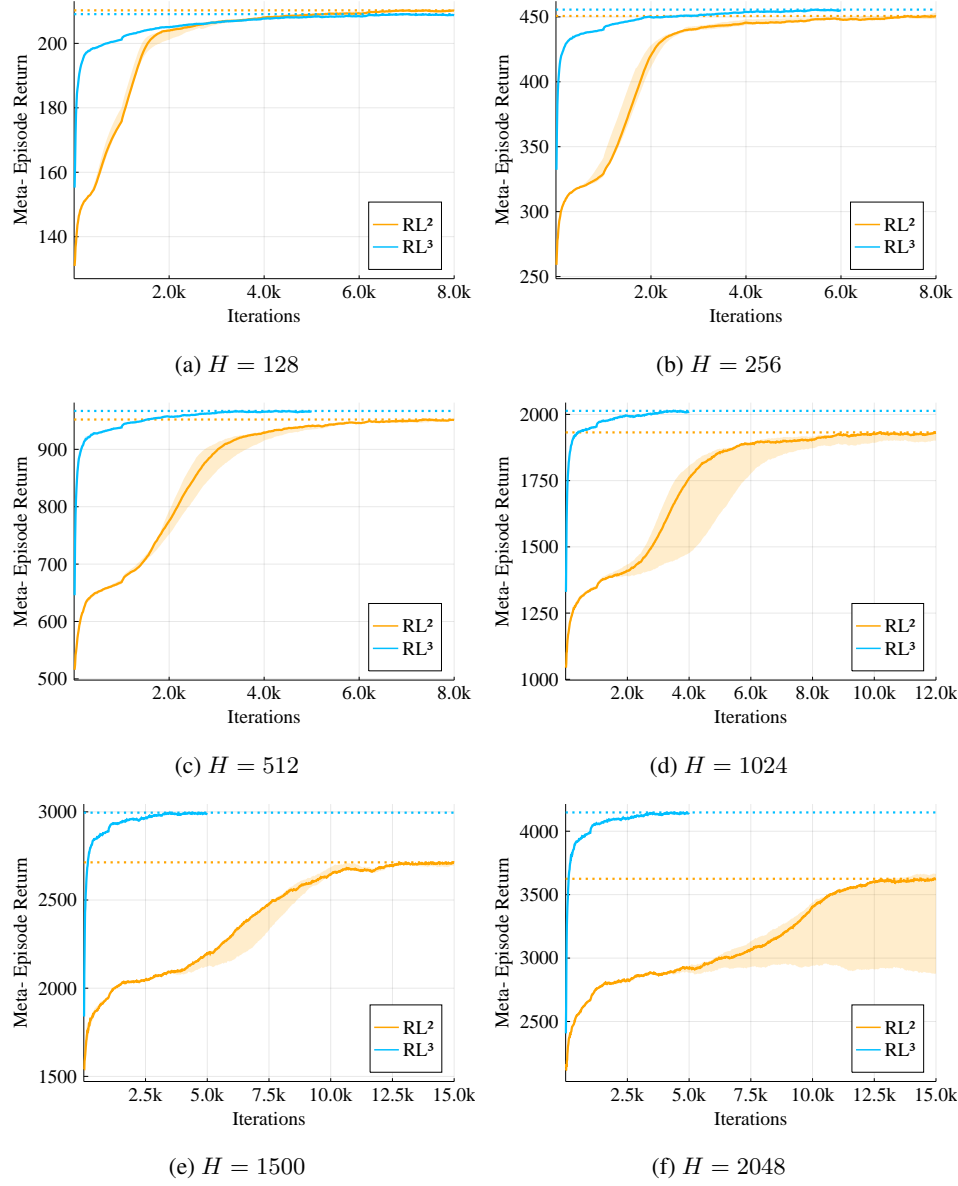 Meta- Episode Return
200
180
160
140
2.0k 4.0k 6.0k 8.0k
Iterations
RL²
RL³
(a) H = 128
Meta- Episode Return
450
400
350
300
250
2.0k 4.0k 6.0k 8.0k
Iterations
RL²
RL³
(b) H = 256
Meta- Episode Return
900
800
700
600
500
2.0k 4.0k 6.0k 8.0k
Iterations
RL²
RL³
(c) H = 512
Meta- Episode Return
2000
1750
1500
1250
1000
2.0k 4.0k 6.0k 8.0k 10.0k 12.0k
Iterations
RL²
RL³
(d) H = 1024
Meta- Episode Return
3000
2500
2000
1500
2.5k 5.0k 7.5k 10.0k 12.5k 15.0k
Iterations
RL²
RL³
(e) H = 1500
Meta- Episode Return
4000
3500
3000
2500
2.5k 5.0k 7.5k 10.0k 12.5k 15.0k
Iterations
RL²
RL³
(f) H = 2048